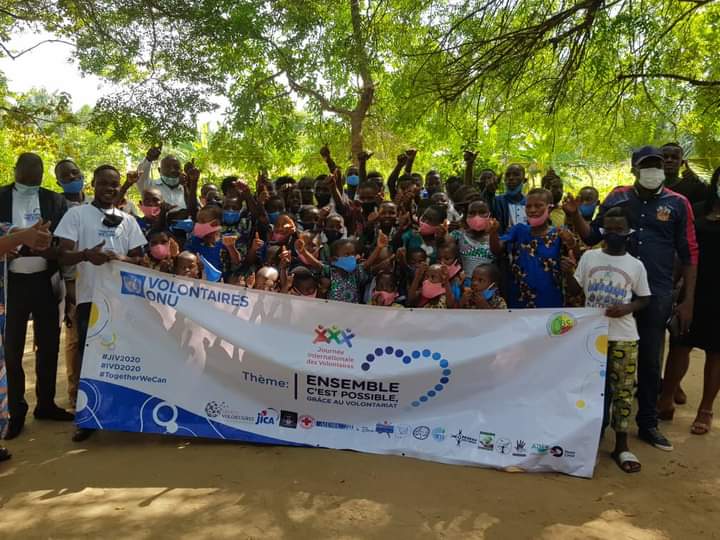 VOLONTAIRES
ONU
#JIV2020
#IVD2020
#TogetherWeCan
Journée
Internationale
des Volontaires
Thème:
ENSEMBLE
C'EST POSSIBLE,
GRÂCE AU VOLONTARIAT
JICA